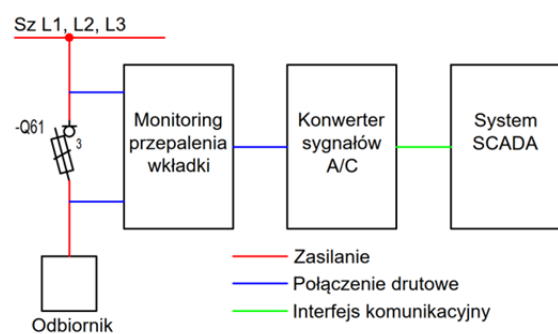 Sz L1, L2, L3
-Q61
3
Monitoring
przepalenia
wkładki
Konwerter
sygnałów
A/C
System
SCADA
Odbiornik
Zasilanie
Połączenie drutowe
Interfejs komunikacyjny